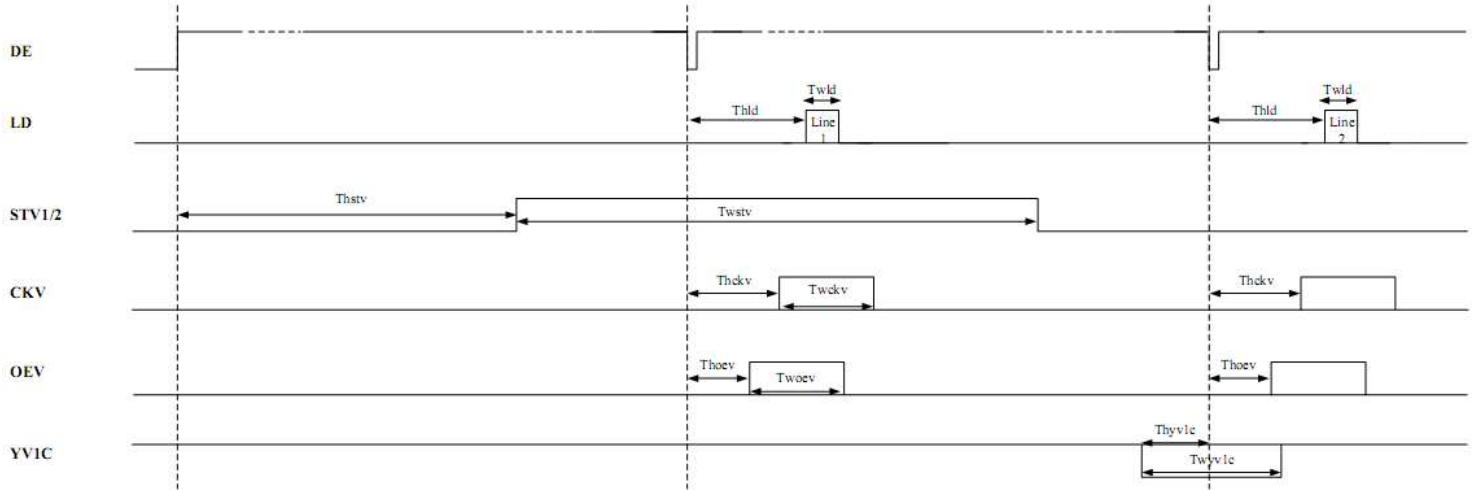 DE
Twld
Twld
Thld
Thld
LD
Line
1
Line
2
Thstv
Twstv
STV1/2
Thckv
Thckv
CKV
Twckv
Thoev
Thoev
OEV
Twoev
Thyv1c
YV1C
Twyv1c